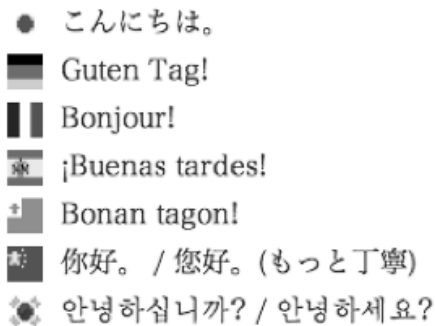 こんにちは。
Guten Tag!
Bonjour!
¡Buenas tardes!
Bonan tagon!
你好。 / 您好。(もっと丁寧)
안녕하십니까? / 안녕하세요?